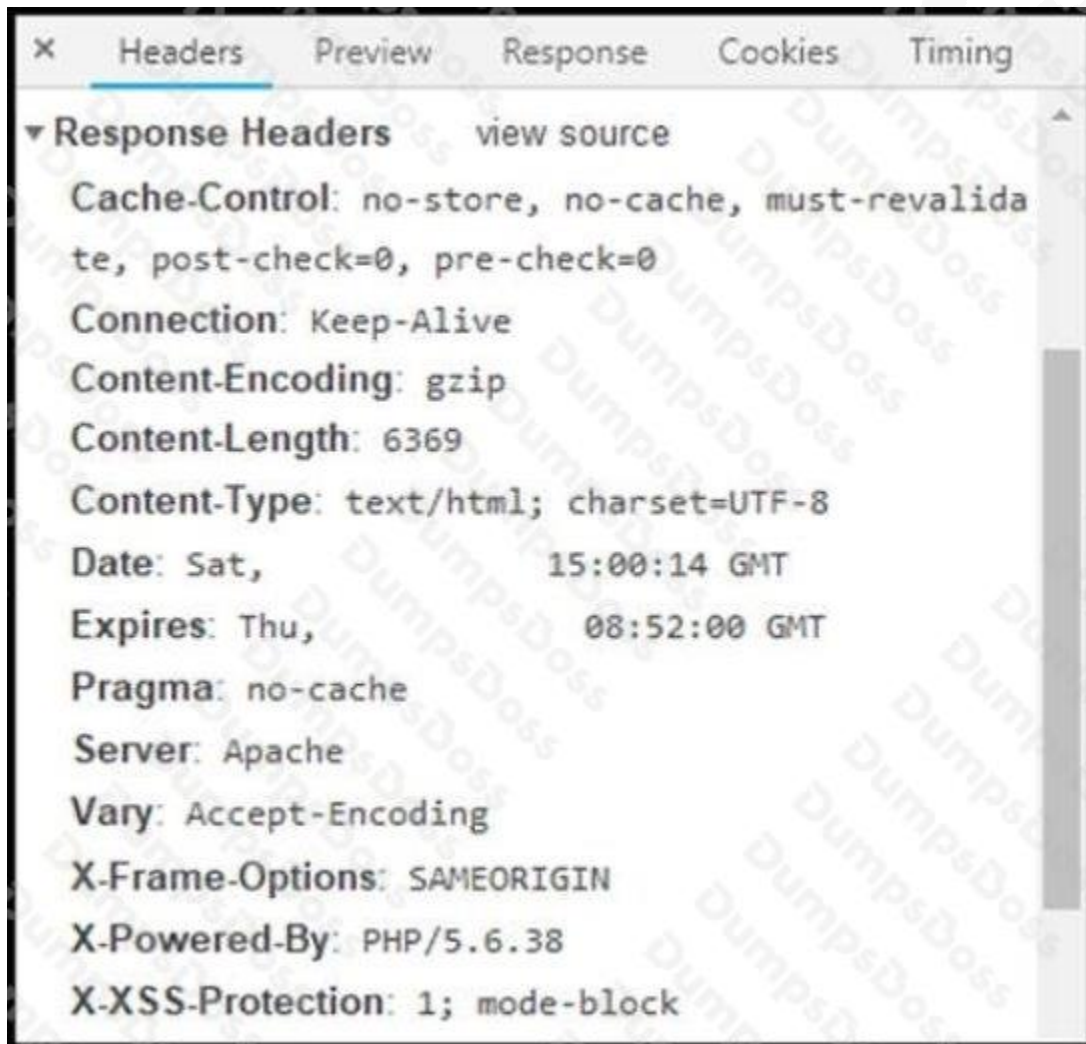 × Headers Preview Response Cookies Timing
▼ Response Headers view source
Cache-Control: no-store, no-cache, must-revalida
te, post-check=0, pre-check=0
Connection: Keep-Alive
Content-Encoding: gzip
Content-Length: 6369
Content-Type: text/html; charset=UTF-8
Date: Sat, 15:00:14 GMT
Expires: Thu, 08:52:00 GMT
Pragma: no-cache
Server: Apache
Vary: Accept-Encoding
X-Frame-Options: SAMEORIGIN
X-Powered-By: PHP/5.6.38
X-XSS-Protection: 1; mode-block
DumpsDoss